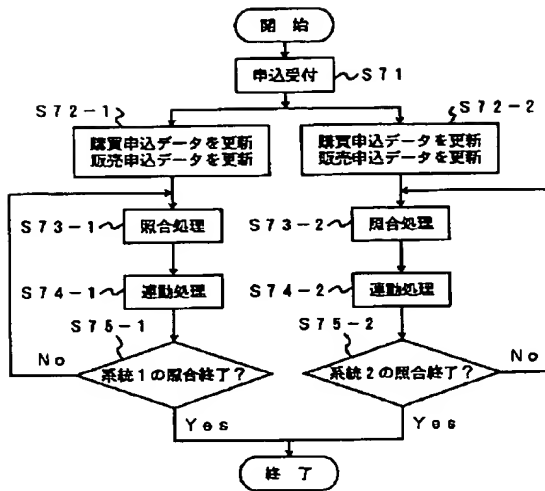 開 始
申込受付
S71
S72-1
S72-2
購買申込データを更新
販売申込データを更新
購買申込データを更新
販売申込データを更新
S73-1
照合処理
S73-2
照合処理
S74-1
連動処理
S74-2
連動処理
S75-1
S75-2
No
系統1の照合終了?
系統2の照合終了?
No
Yes
Yes
終 了